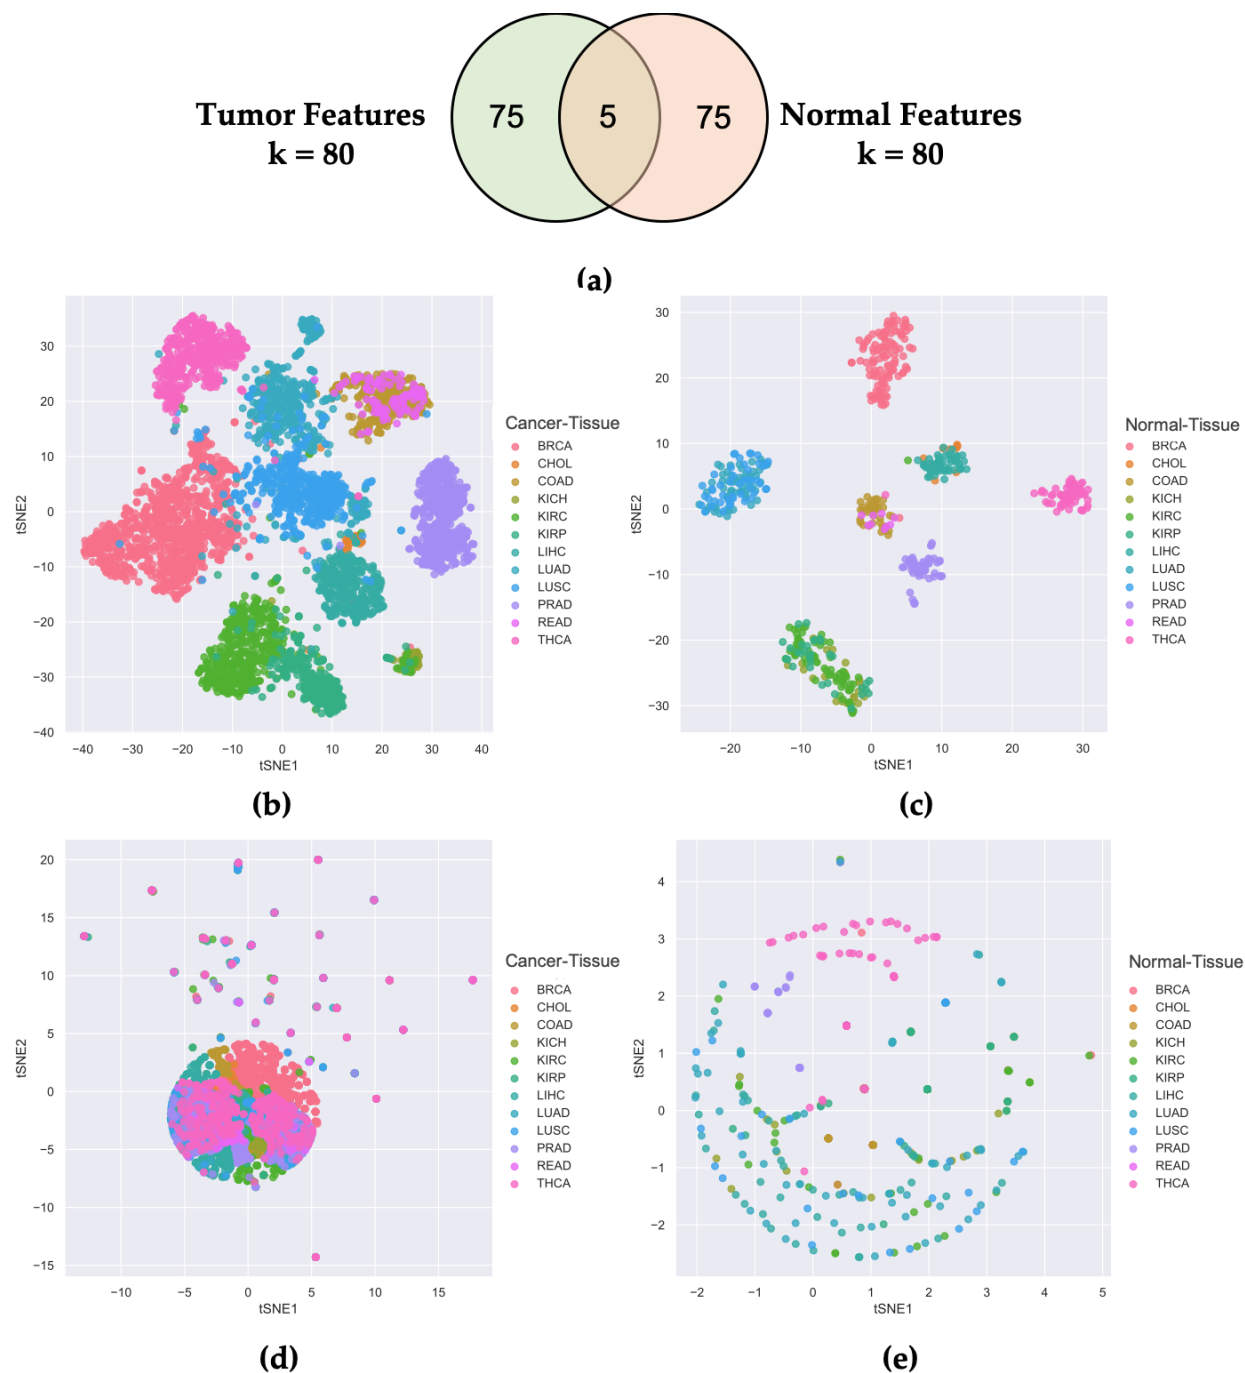 Tumor Features
k = 80
75
5
75
Normal Features
k = 80
(a)
30
20
10
0
−10
−20
−30
−40
tSNE2
−40 −30 −20 −10 0 10 20 30 40
tSNE1
Cancer-Tissue
BRCA
CHOL
COAD
KICH
KIRC
KIRP
LIHC
LUAD
LUSC
PRAD
READ
THCA
(b)
30
20
10
0
−10
−20
−30
tSNE2
−20 −10 0 10 20 30
tSNE1
Normal-Tissue
BRCA
CHOL
COAD
KICH
KIRC
KIRP
LIHC
LUAD
LUSC
PRAD
READ
THCA
(c)
20
15
10
5
0
−5
−10
−15
tSNE2
−10 −5 0 5 10 15
tSNE1
Cancer-Tissue
BRCA
CHOL
COAD
KICH
KIRC
KIRP
LIHC
LUAD
LUSC
PRAD
READ
THCA
(d)
4
3
2
1
0
−1
−2
tSNE2
−2 −1 0 1 2 3 4 5
tSNE1
Normal-Tissue
BRCA
CHOL
COAD
KICH
KIRC
KIRP
LIHC
LUAD
LUSC
PRAD
READ
THCA
(e)